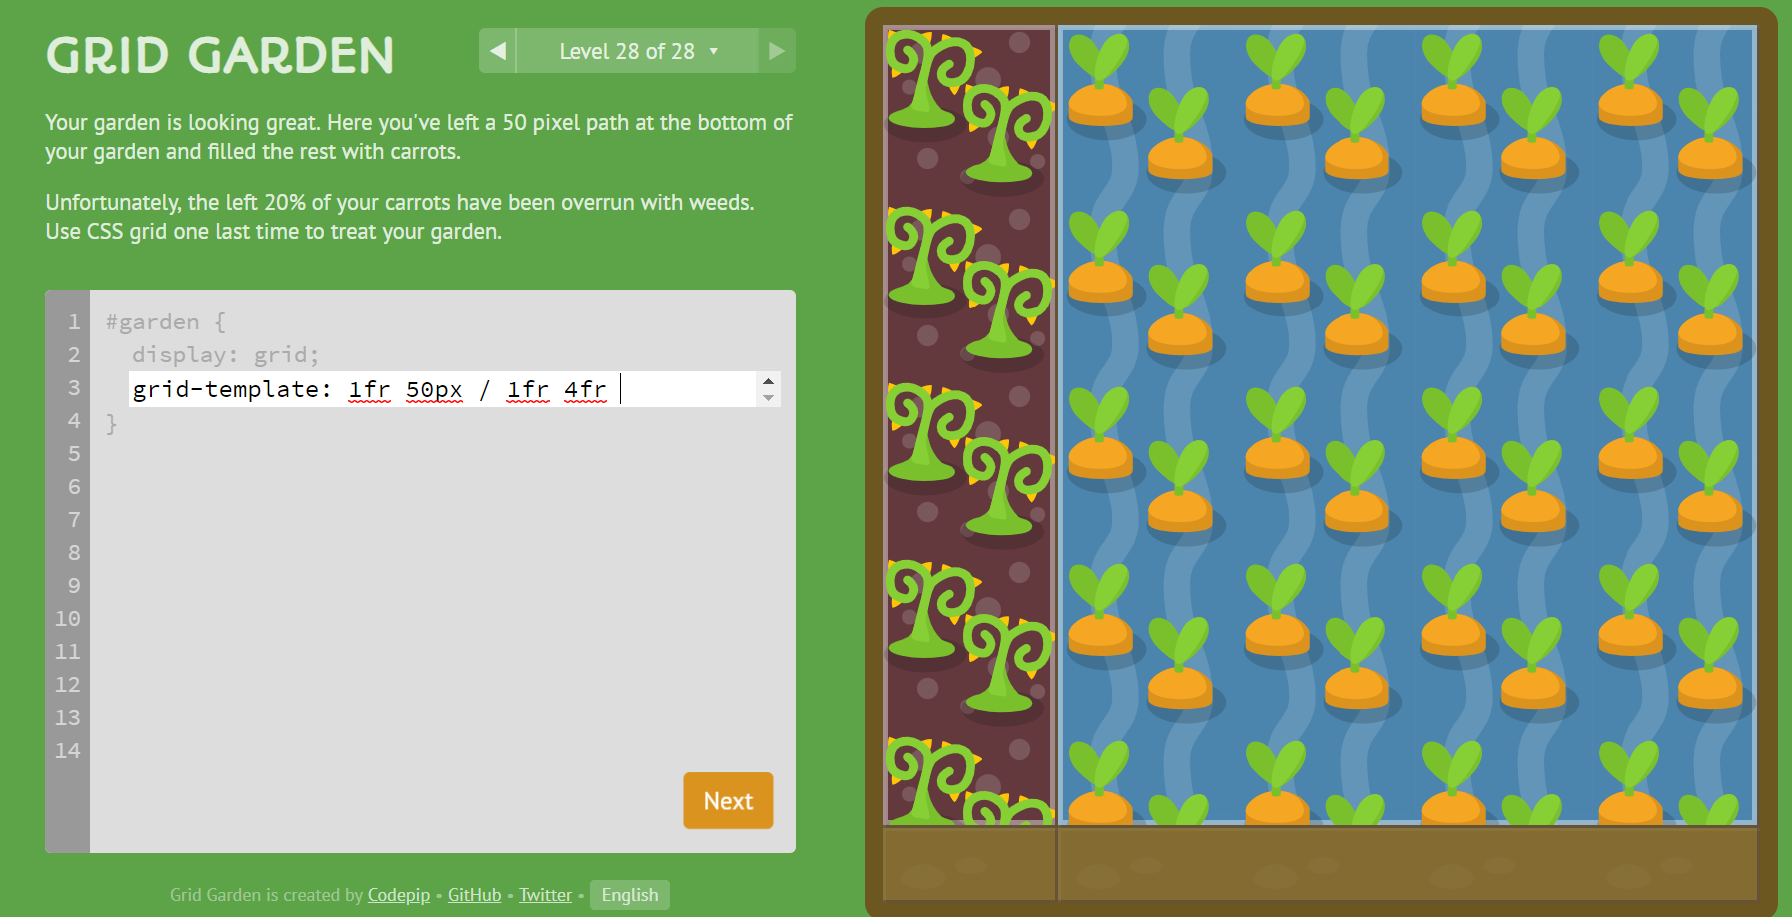 GRID GARDEN
Level 28 of 28
Your garden is looking great. Here you've left a 50 pixel path at the bottom of
your garden and filled the rest with carrots.
Unfortunately, the left 20% of your carrots have been overrun with weeds.
Use CSS grid one last time to treat your garden.
1 #garden {
2 display: grid;
3 grid-template: 1fr 50px / 1fr 4fr
4 }
5
6
7
8
9
10
11
12
13
14
Next
Grid Garden is created by Codepip • GitHub • Twitter • English